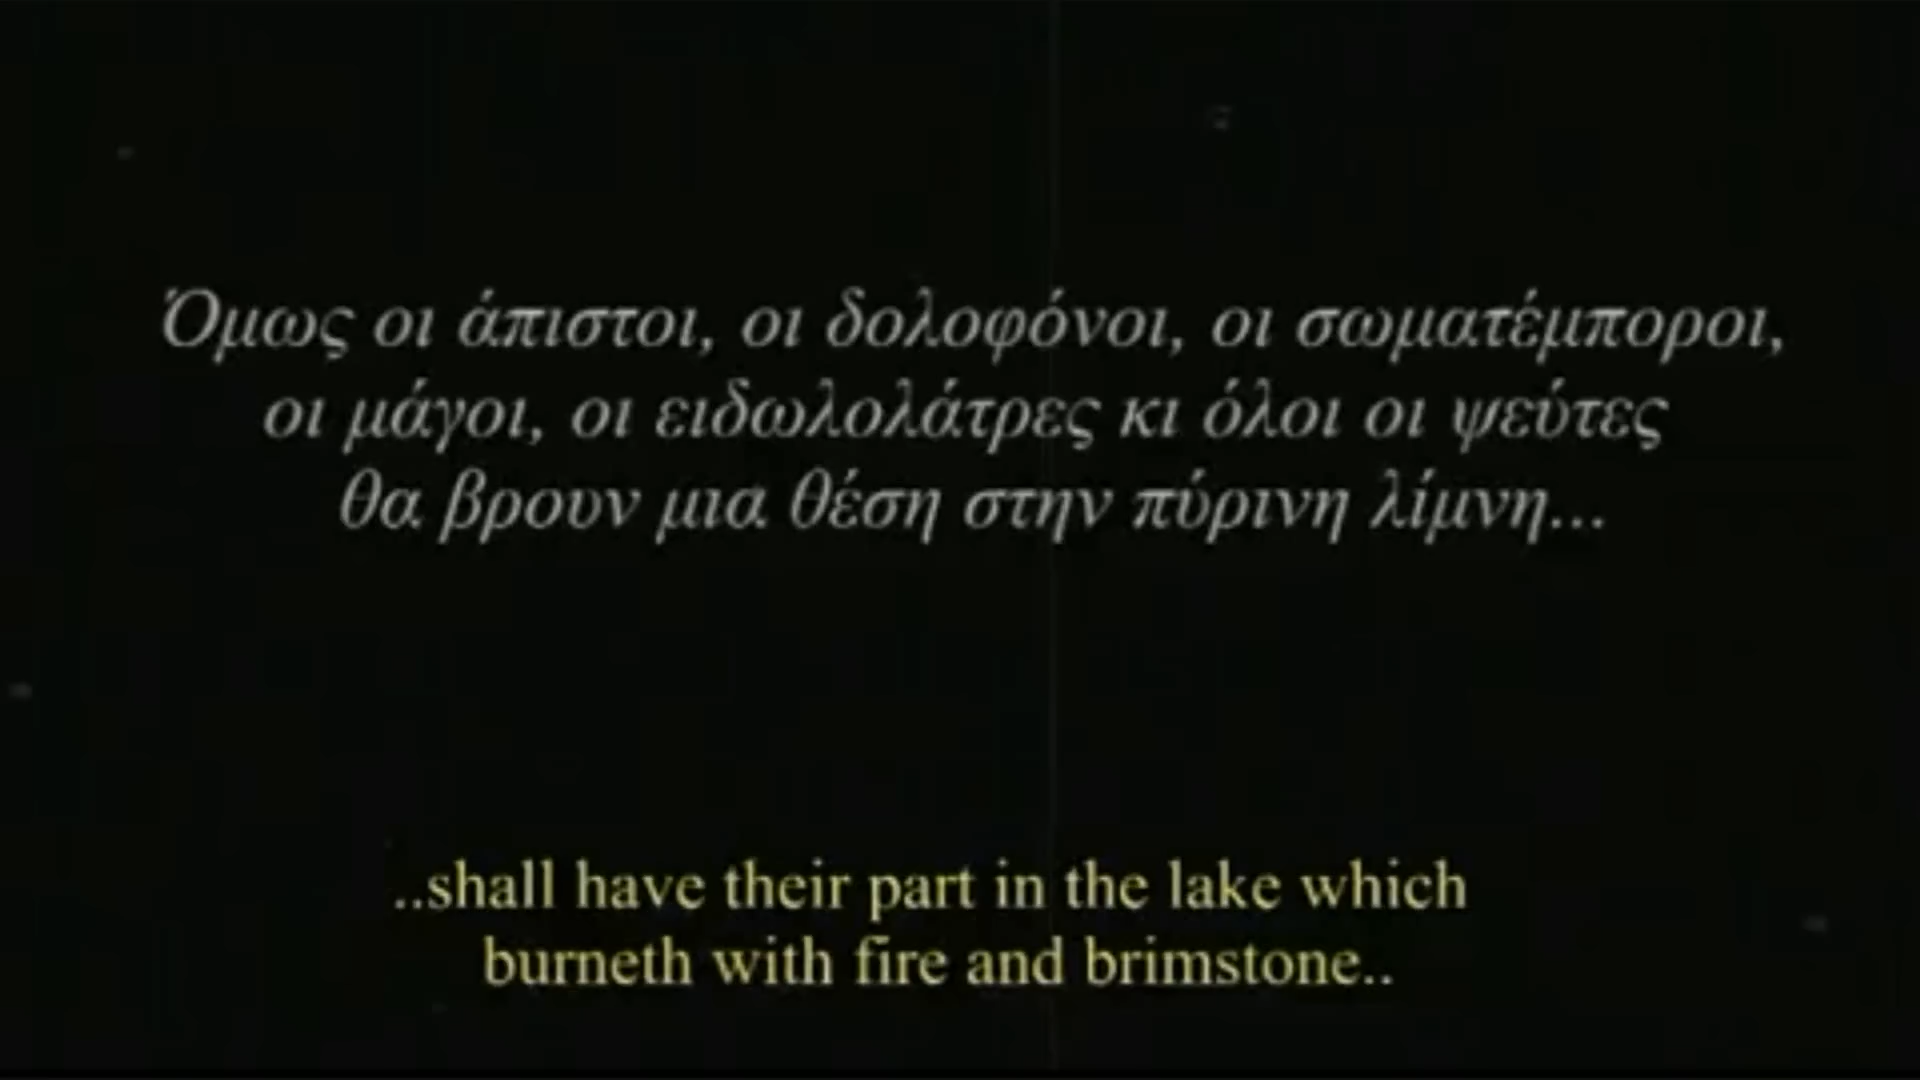 Όμως οι άπιστοι, οι δολοφόνοι, οι σωματέμποροι,
οι μάγοι, οι ειδωλολάτρες κι όλοι οι ψεύτες
θα βρουν μια θέση στην πύρινη λίμνη...
..shall have their part in the lake which
burneth with fire and brimstone..